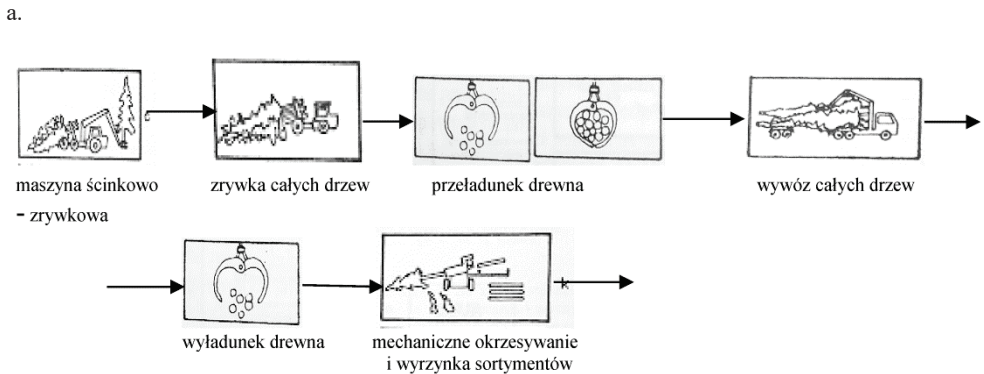 a.
maszyna ścinkowo
- zrywkowa
zrywka całych drzew
przeładunek drewna
wywóz całych drzew
wyładunek drewna
mechaniczne okrzesywanie
i wyrzynka sortymentów